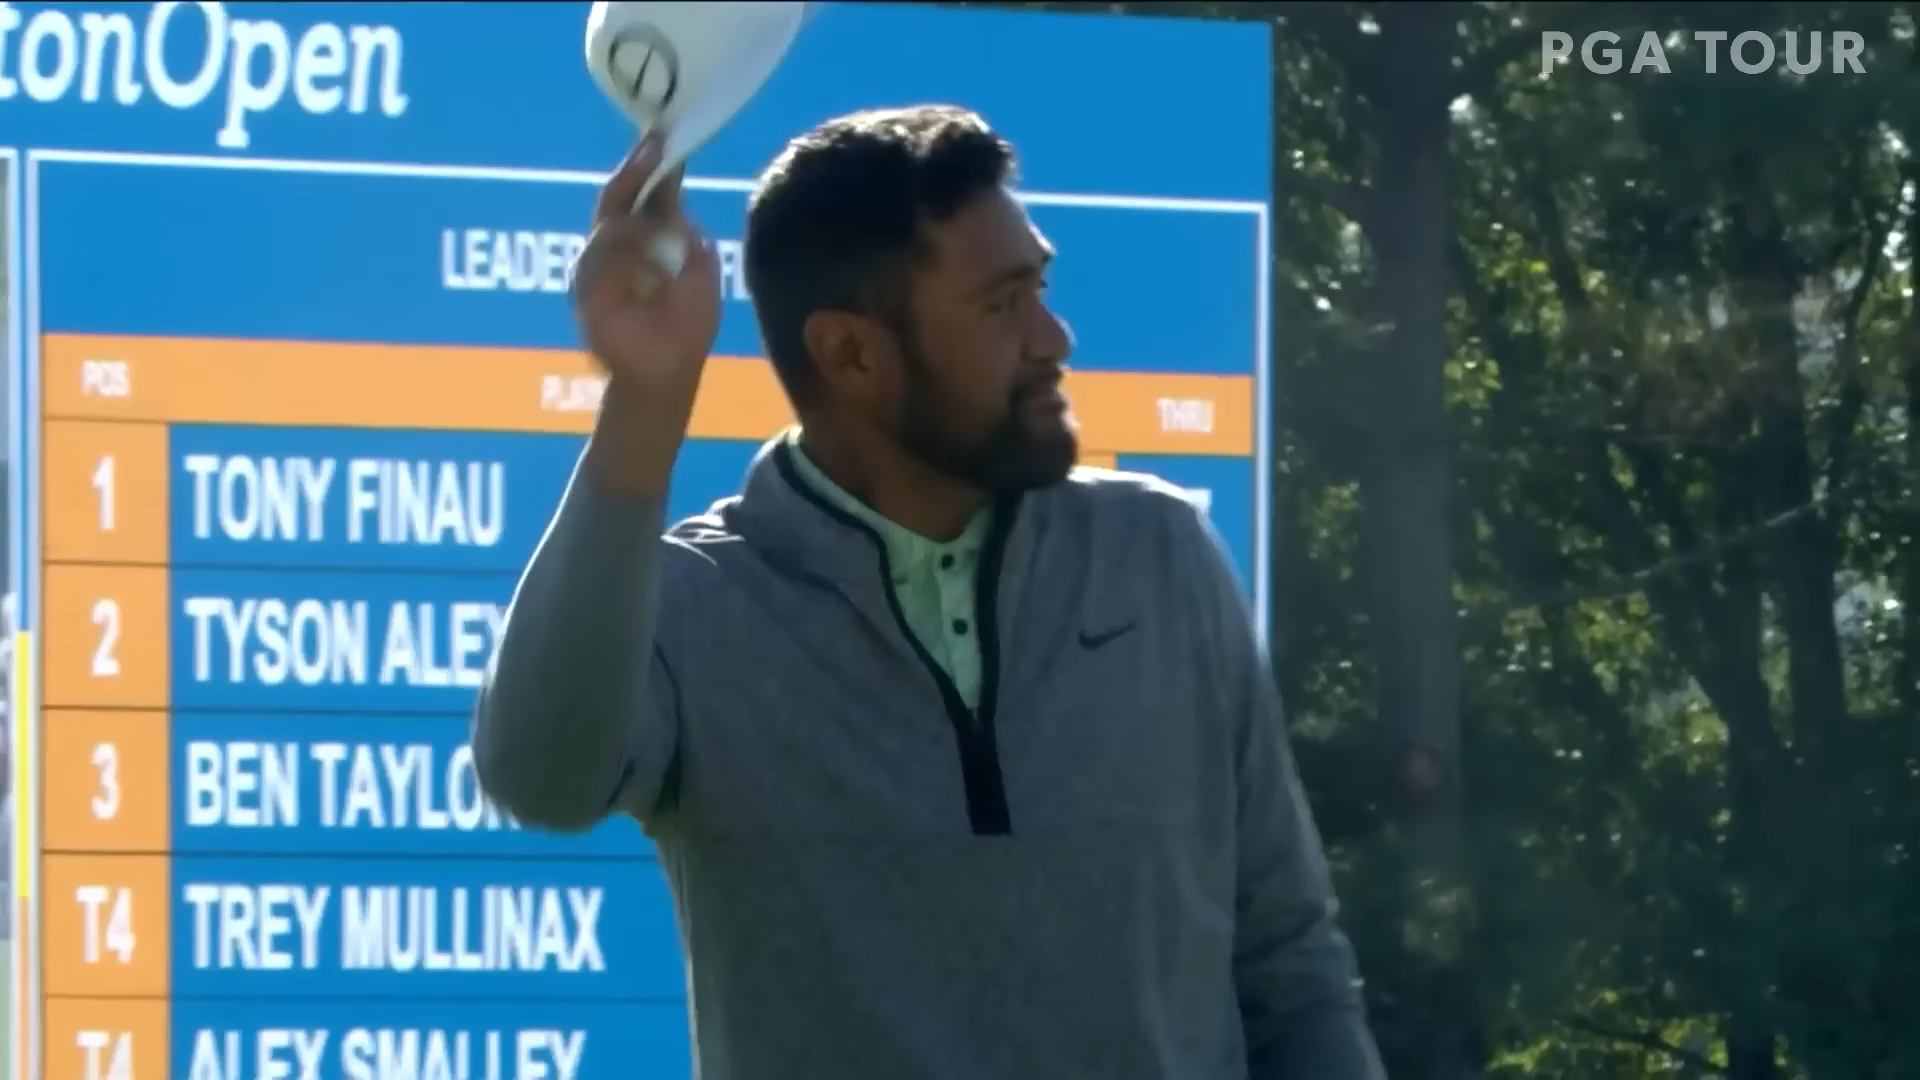 PGA TOUR
tonOpen
LEADER
POS
THRU
1 TONY FINAU
2 TYSON ALEX
3 BEN TAYLO
T4 TREY MULLINAX
T4 ALEX SMALLEY